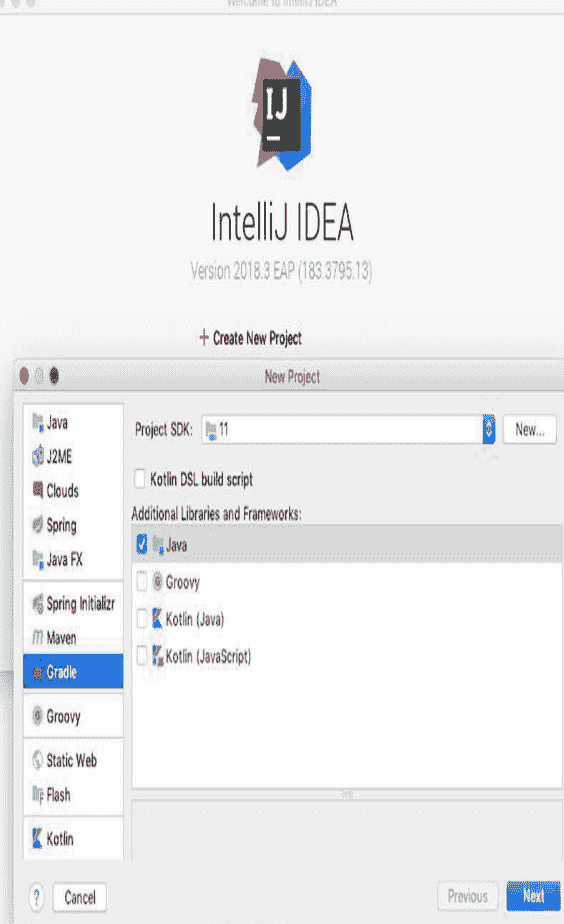 Welcome to IntelliJ IDEA
IJ
IntelliJ IDEA
Version 2018.3 EAP (183.3795.13)
+ Create New Project
New Project
Java
J2ME
Clouds
Spring
Java FX
Spring Initializr
Maven
Gradle
Groovy
Static Web
Flash
Kotlin
Project SDK: 11 New...
Kotlin DSL build script
Additional Libraries and Frameworks:
Java
Groovy
Kotlin (Java)
Kotlin (JavaScript)
? Cancel Previous Next